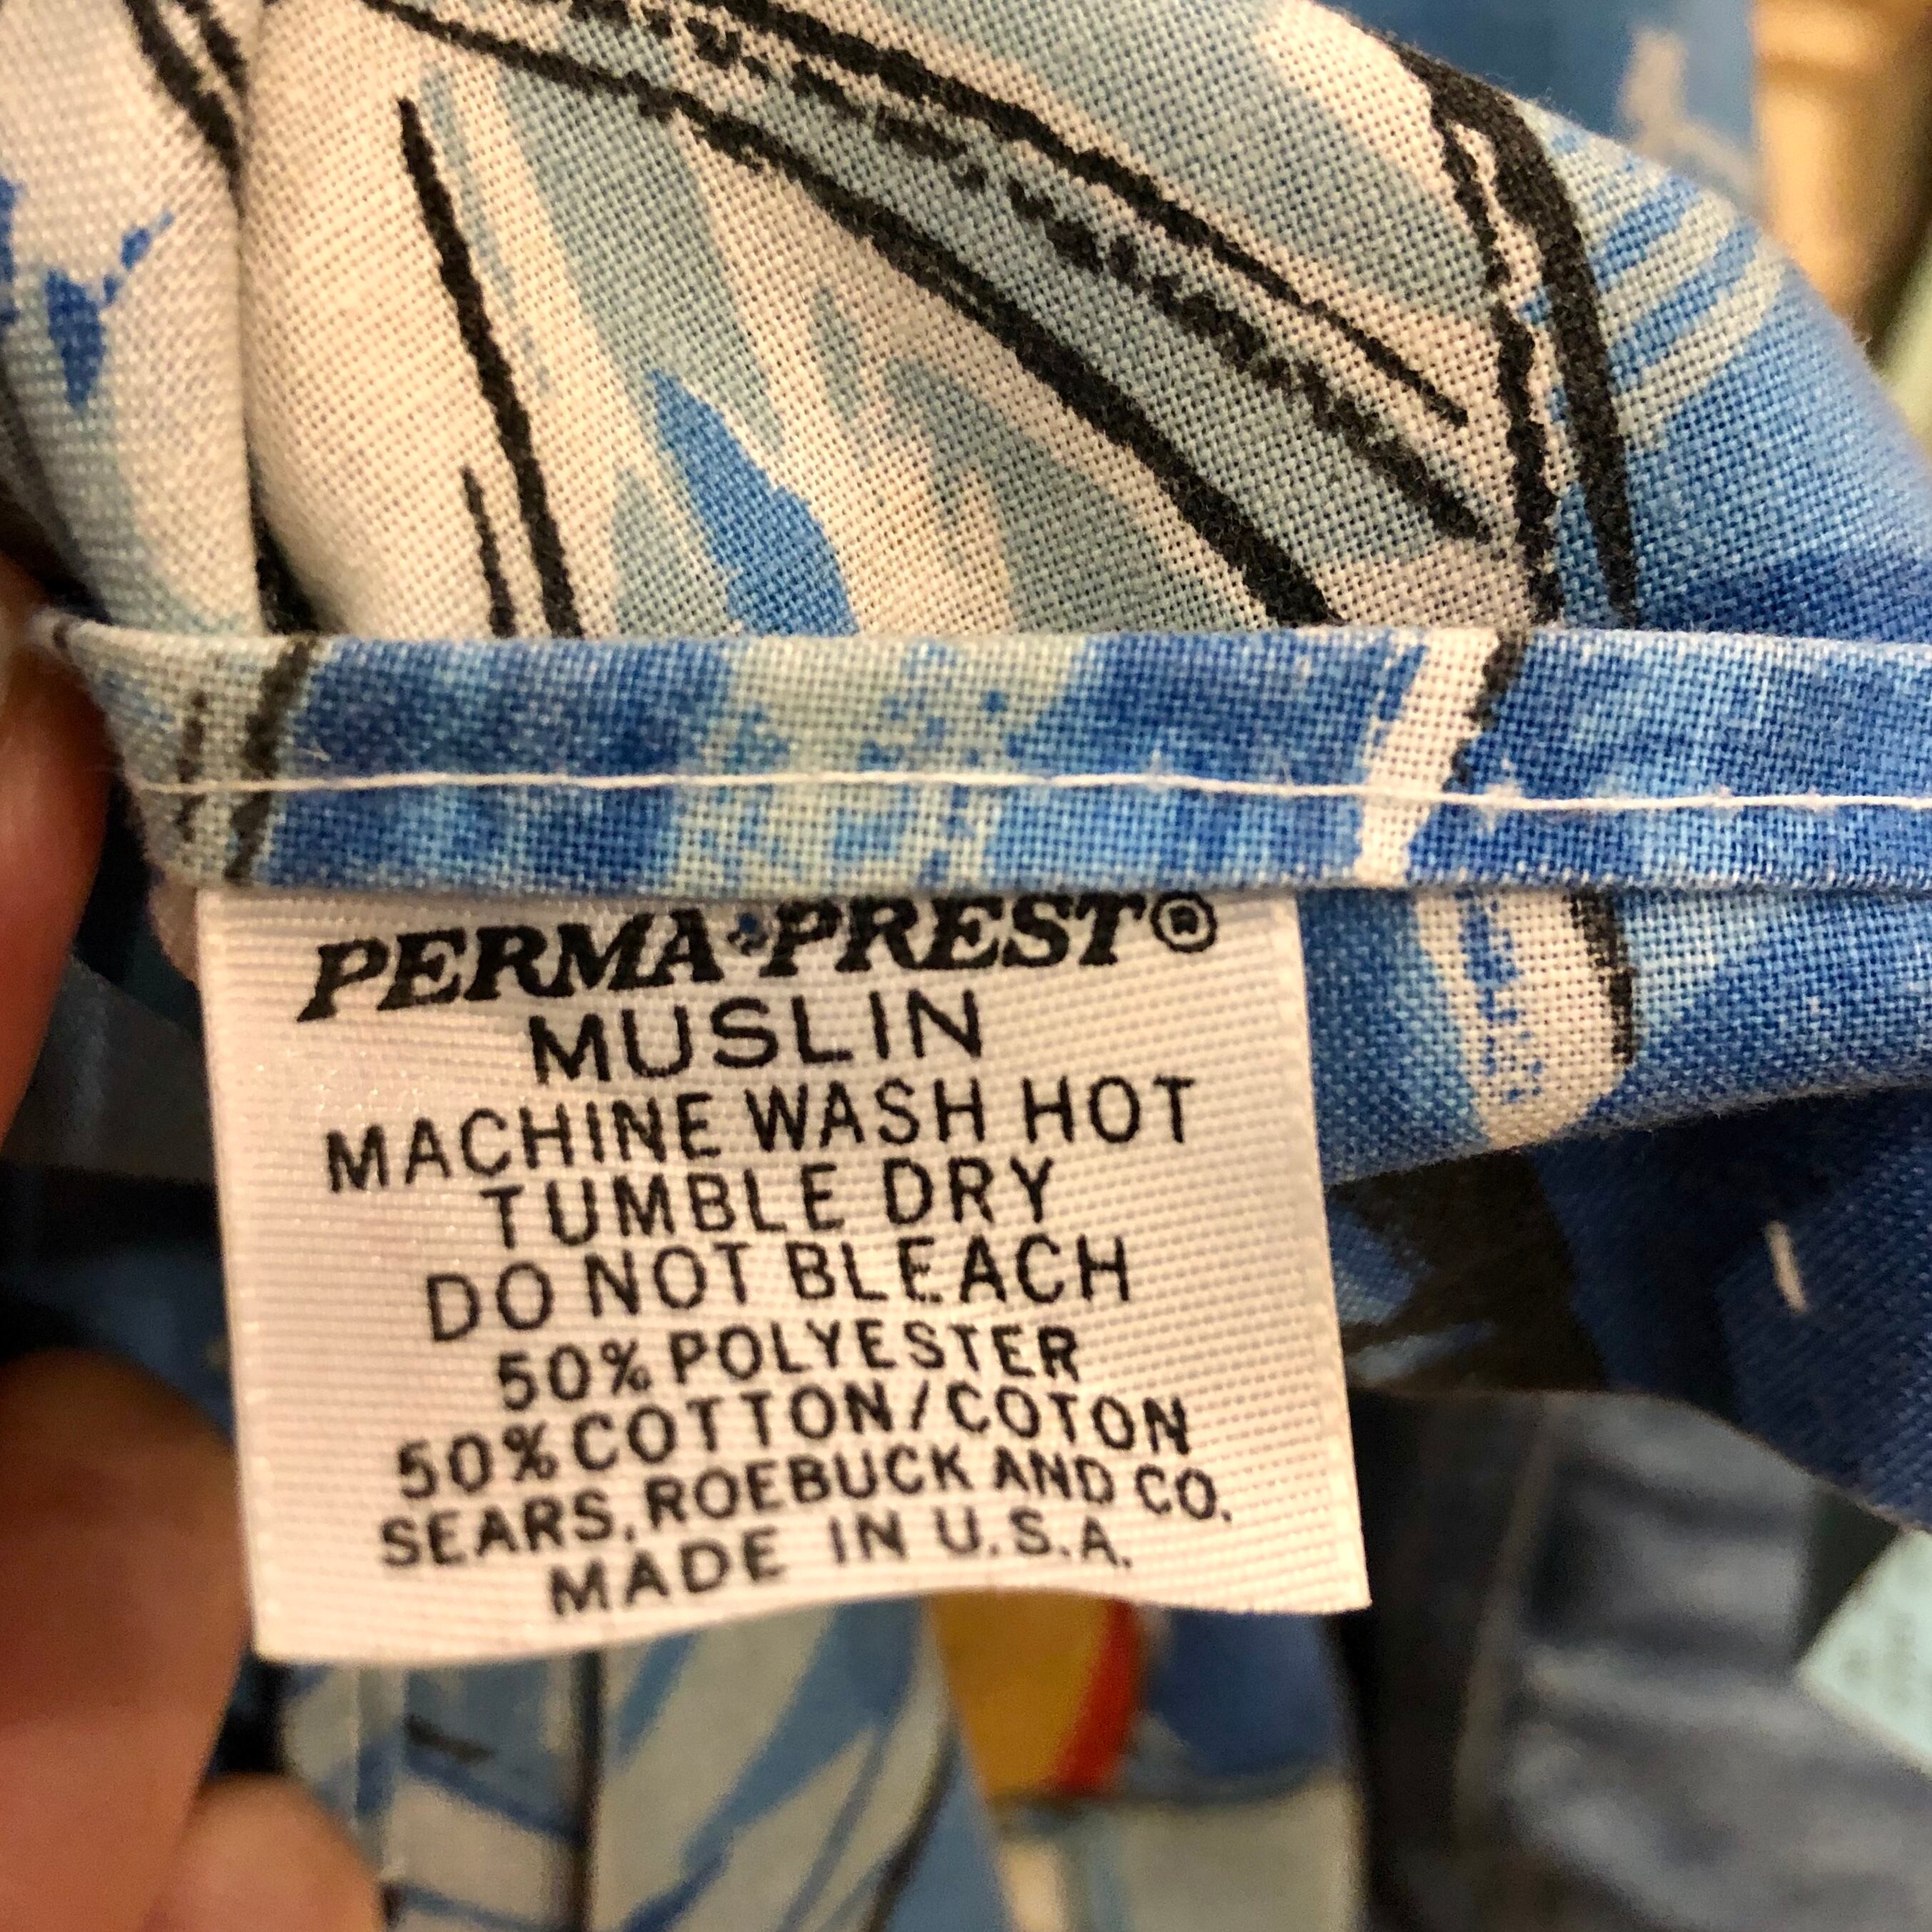 PERMA·PREST®
MUSLIN
MACHINE WASH HOT
TUMBLE DRY
DO NOT BLEACH
50% POLYESTER
50% COTTON/COTON
SEARS, ROEBUCK AND CO.
MADE IN U.S.A.